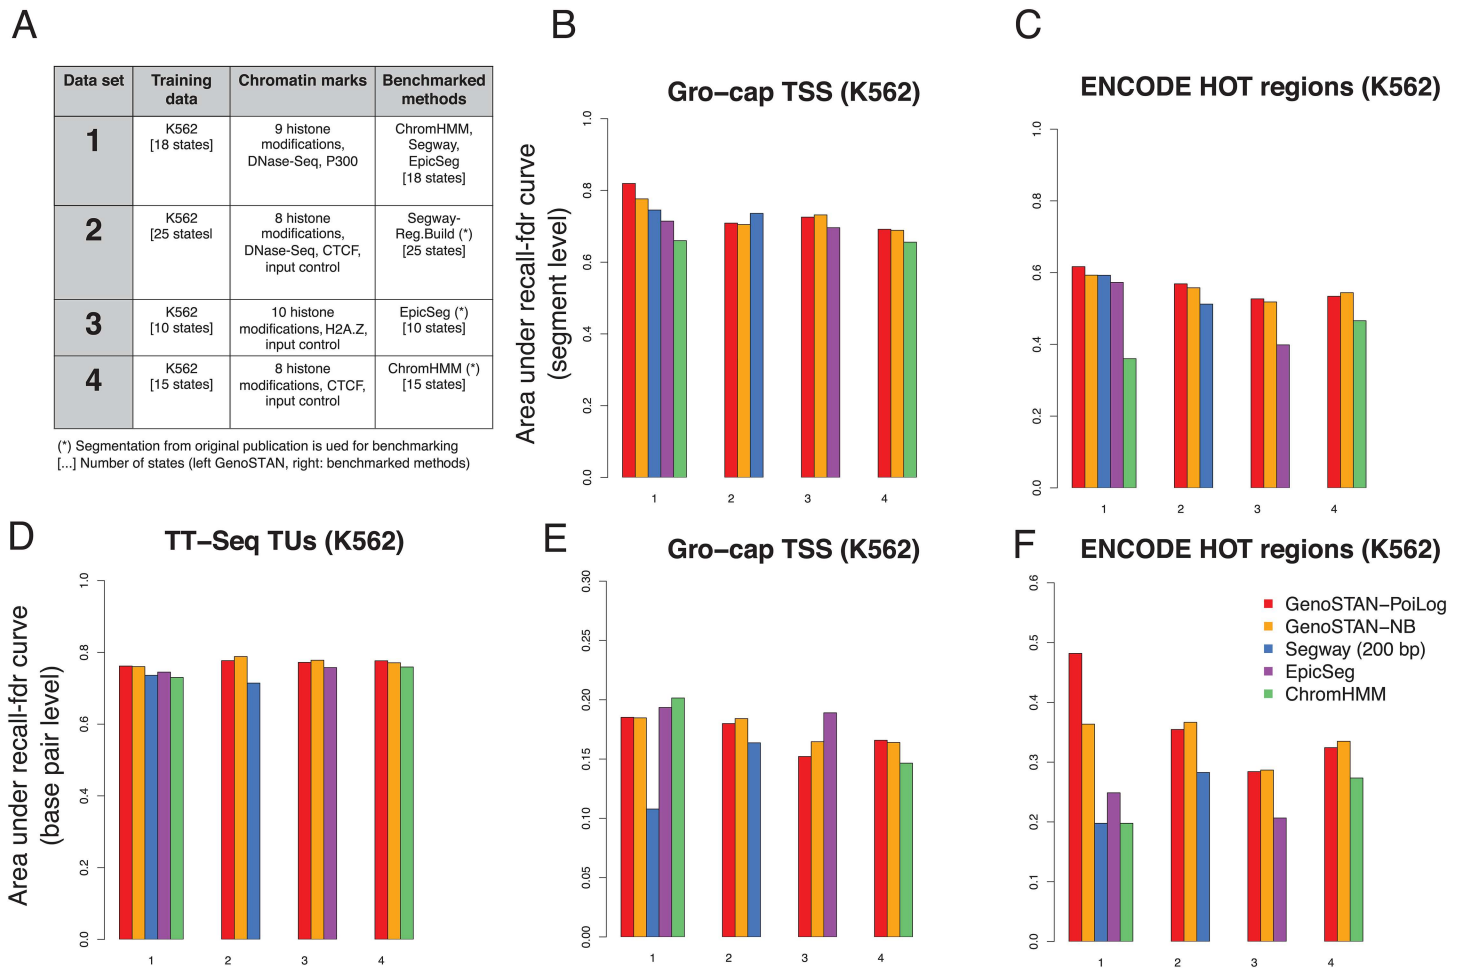 A
Data set
Training
data
Chromatin marks
Benchmarked
methods
1
K562
[18 states]
9 histone
modifications,
DNase-Seq, P300
ChromHMM,
Segway,
EpicSeg
[18 states]
2
K562
[25 statesl
8 histone
modifications,
DNase-Seq, CTCF,
input control
Segway-
Reg.Build (*)
[25 states]
3
K562
[10 states]
10 histone
modifications, H2A.Z,
input control
EpicSeg (*)
[10 states]
4
K562
[15 states]
8 histone
modifications, CTCF,
input control
ChromHMM (*)
[15 states]
(*) Segmentation from original publication is ued for benchmarking
[...] Number of states (left GenoSTAN, right: benchmarked methods)
B
Gro−cap TSS (K562)
Area under recall-fdr curve
(segment level)
1.0
0.8
0.6
0.4
0.2
0.0
1 2 3 4
C
ENCODE HOT regions (K562)
1.0
0.8
0.6
0.4
0.2
0.0
1 2 3 4
D
TT−Seq TUs (K562)
Area under recall-fdr curve
(base pair level)
1.0
0.8
0.6
0.4
0.2
0.0
1 2 3 4
E
Gro−cap TSS (K562)
0.30
0.25
0.20
0.15
0.10
0.05
0.00
1 2 3 4
F
ENCODE HOT regions (K562)
0.6
0.5
0.4
0.3
0.2
0.1
0.0
1 2 3 4
GenoSTAN−PoiLog
GenoSTAN−NB
Segway (200 bp)
EpicSeg
ChromHMM